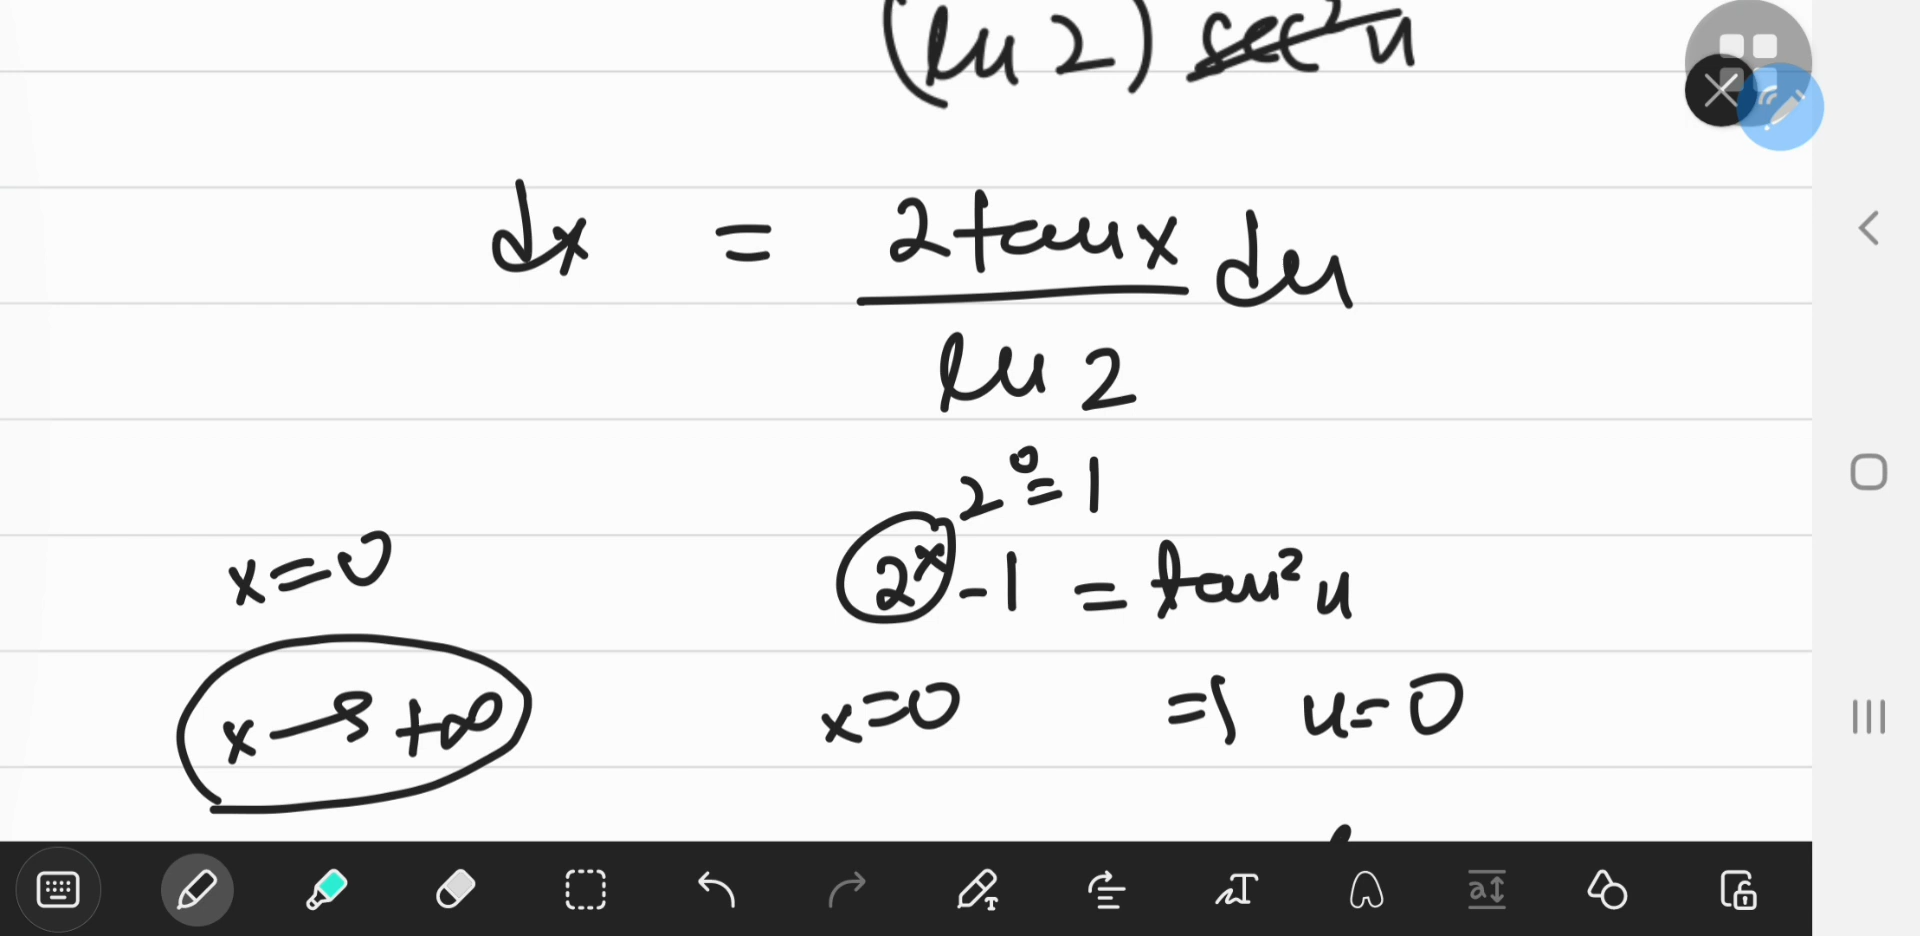 (ln 2) sec²u
dx = 2tanx/ln 2 du
2⁰=1
x=0 2ˣ-1 = tan²u
x→+∞ x=0 ⇒ u=0